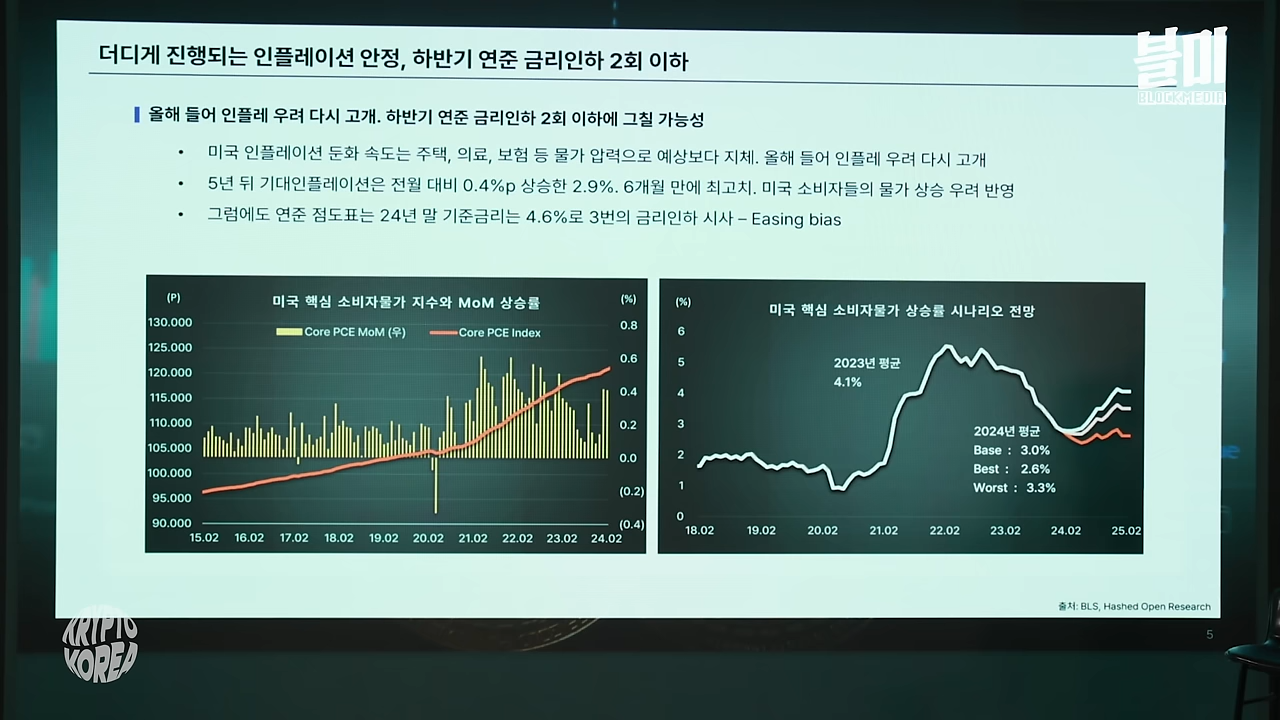 더디게 진행되는 인플레이션 안정, 하반기 연준 금리인하 2회 이하
블미
BLOCKMEDIA
올해 들어 인플레 우려 다시 고개. 하반기 연준 금리인하 2회 이하에 그칠 가능성
• 미국 인플레이션 둔화 속도는 주택, 의료, 보험 등 물가 압력으로 예상보다 지체. 올해 들어 인플레 우려 다시 고개
• 5년 뒤 기대인플레이션은 전월 대비 0.4%p 상승한 2.9%. 6개월 만에 최고치. 미국 소비자들의 물가 상승 우려 반영
• 그럼에도 연준 점도표는 24년 말 기준금리는 4.6%로 3번의 금리인하 시사 – Easing bias
(P) 미국 핵심 소비자물가 지수와 MoM 상승률 (%)
Core PCE MoM (우) Core PCE Index
130.000
125.000
120.000
115.000
110.000
105.000
100.000
95.000
90.000
0.8
0.6
0.4
0.2
0.0
(0.2)
(0.4)
15.02 16.02 17.02 18.02 19.02 20.02 21.02 22.02 23.02 24.02
(%) 미국 핵심 소비자물가 상승률 시나리오 전망
6
5
4
3
2
1
0
2023년 평균
4.1%
2024년 평균
Base : 3.0%
Best : 2.6%
Worst : 3.3%
18.02 19.02 20.02 21.02 22.02 23.02 24.02 25.02
출처: BLS, Hashed Open Research
5
KRYPTO
KOREA